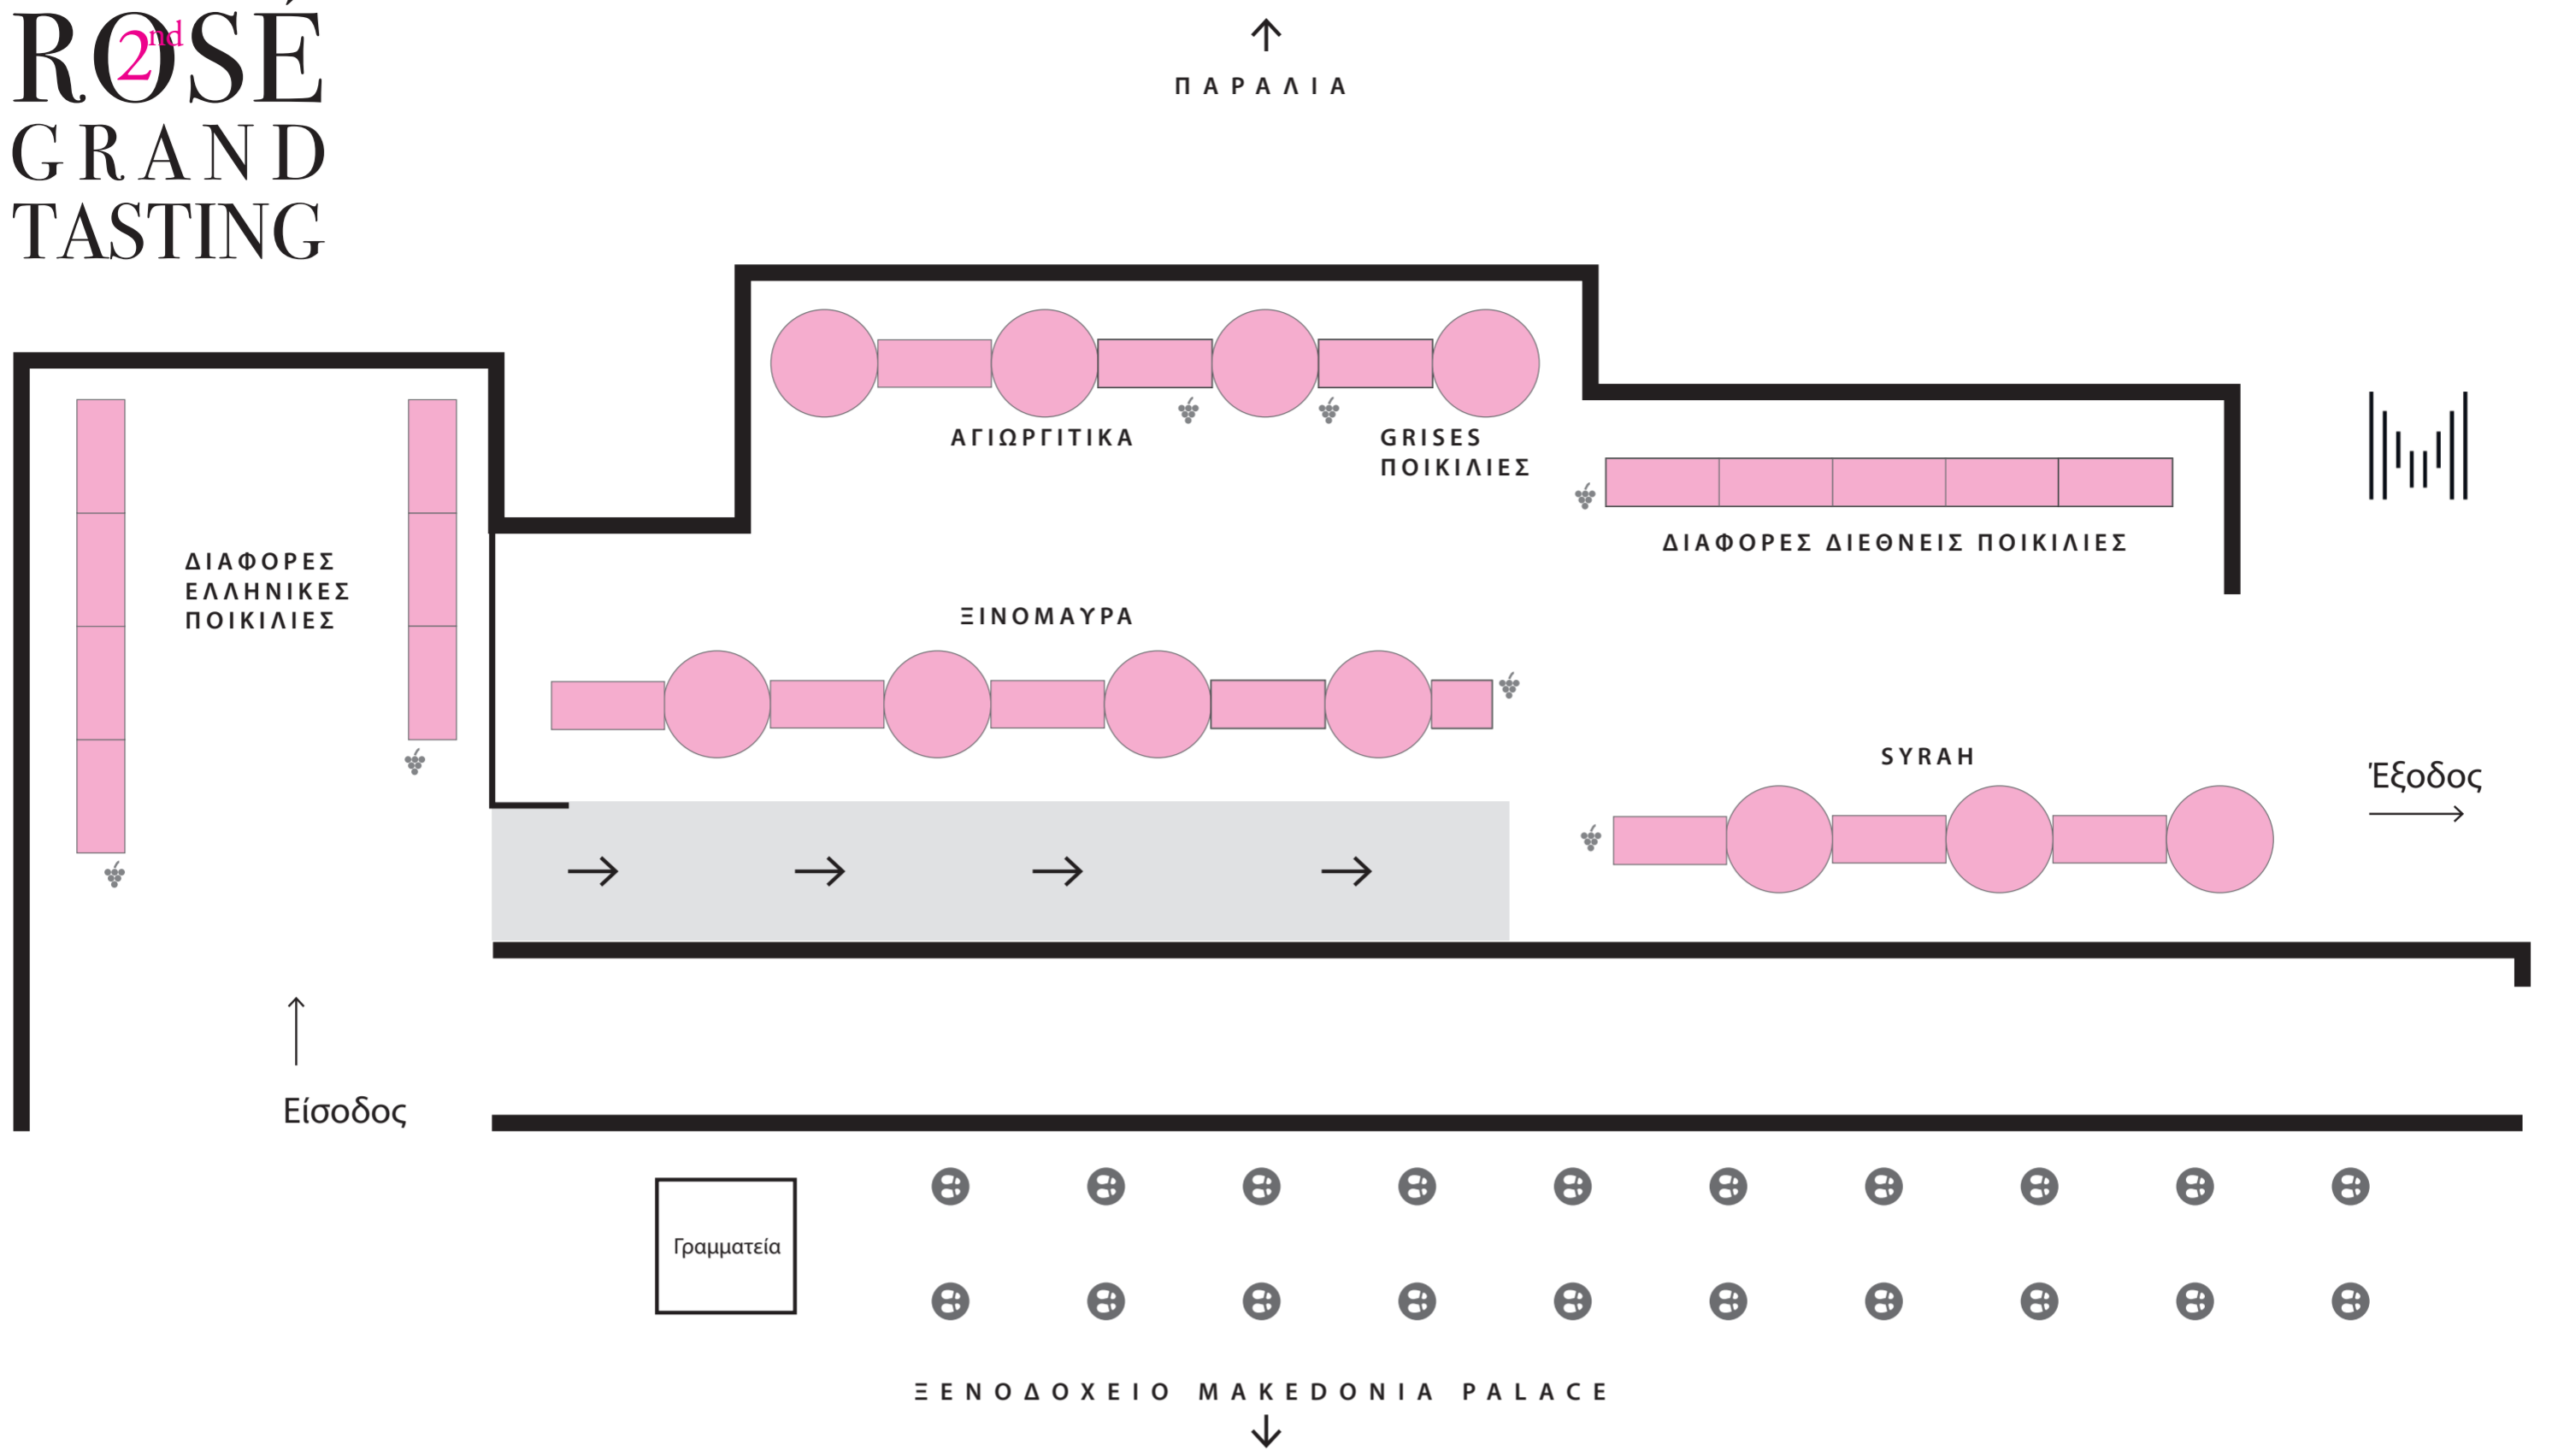 ROSÉ
2nd
GRAND
TASTING
ΠΑΡΑΛΙΑ
ΑΓΙΩΡΓΙΤΙΚΑ
GRISES
ΠΟΙΚΙΛΙΕΣ
ΔΙΑΦΟΡΕΣ ΔΙΕΘΝΕΙΣ ΠΟΙΚΙΛΙΕΣ
ΔΙΑΦΟΡΕΣ
ΕΛΛΗΝΙΚΕΣ
ΠΟΙΚΙΛΙΕΣ
ΞΙΝΟΜΑΥΡΑ
SYRAH
Έξοδος
Είσοδος
Γραμματεία
ΞΕΝΟΔΟΧΕΙΟ MAKEDONIA PALACE